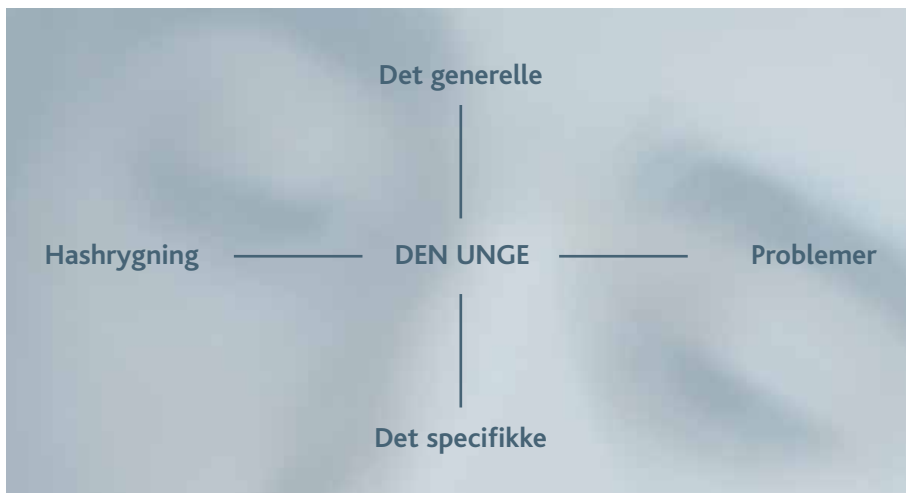 Det generelle
Hashrygning DEN UNGE Problemer
Det specifikke